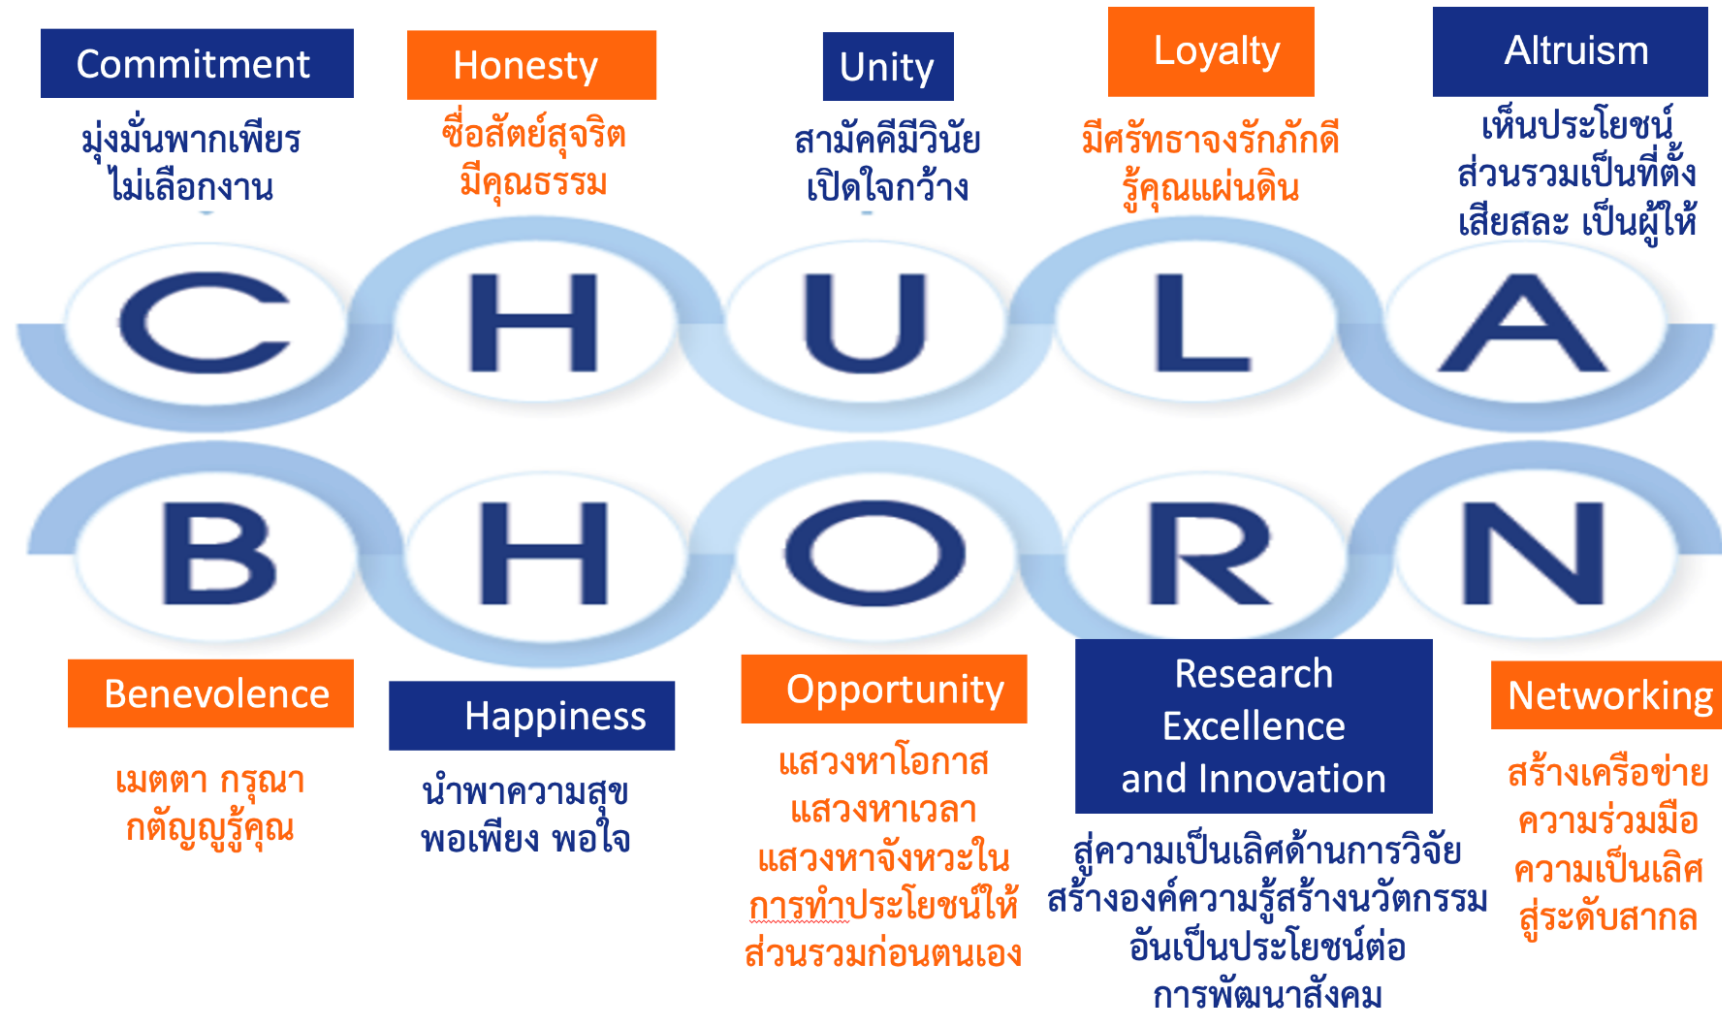 Commitment
มุ่งมั่นพากเพียร
ไม่เลือกงาน
Honesty
ซื่อสัตย์สุจริต
มีคุณธรรม
Unity
สามัคคีมีวินัย
เปิดใจกว้าง
Loyalty
มีศรัทธาจงรักภักดี
รู้คุณแผ่นดิน
Altruism
เห็นประโยชน์
ส่วนรวมเป็นที่ตั้ง
เสียสละ เป็นผู้ให้
C H U L A
B H O R N
Benevolence
เมตตา กรุณา
กตัญญูรู้คุณ
Happiness
นำพาความสุข
พอเพียง พอใจ
Opportunity
แสวงหาโอกาส
แสวงหาเวลา
แสวงหาจังหวะใน
การทำประโยชน์ให้
ส่วนรวมก่อนตนเอง
Research
Excellence
and Innovation
สู่ความเป็นเลิศด้านการวิจัย
สร้างองค์ความรู้สร้างนวัตกรรม
อันเป็นประโยชน์ต่อ
การพัฒนาสังคม
Networking
สร้างเครือข่าย
ความร่วมมือ
ความเป็นเลิศ
สู่ระดับสากล